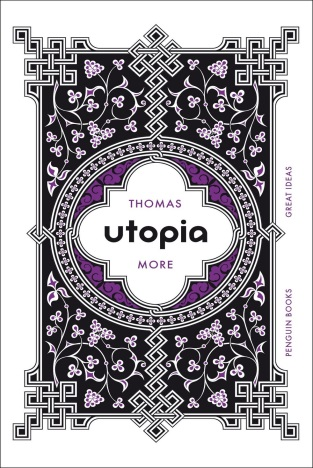 THOMAS
utopia
MORE
GREAT IDEAS
PENGUIN BOOKS